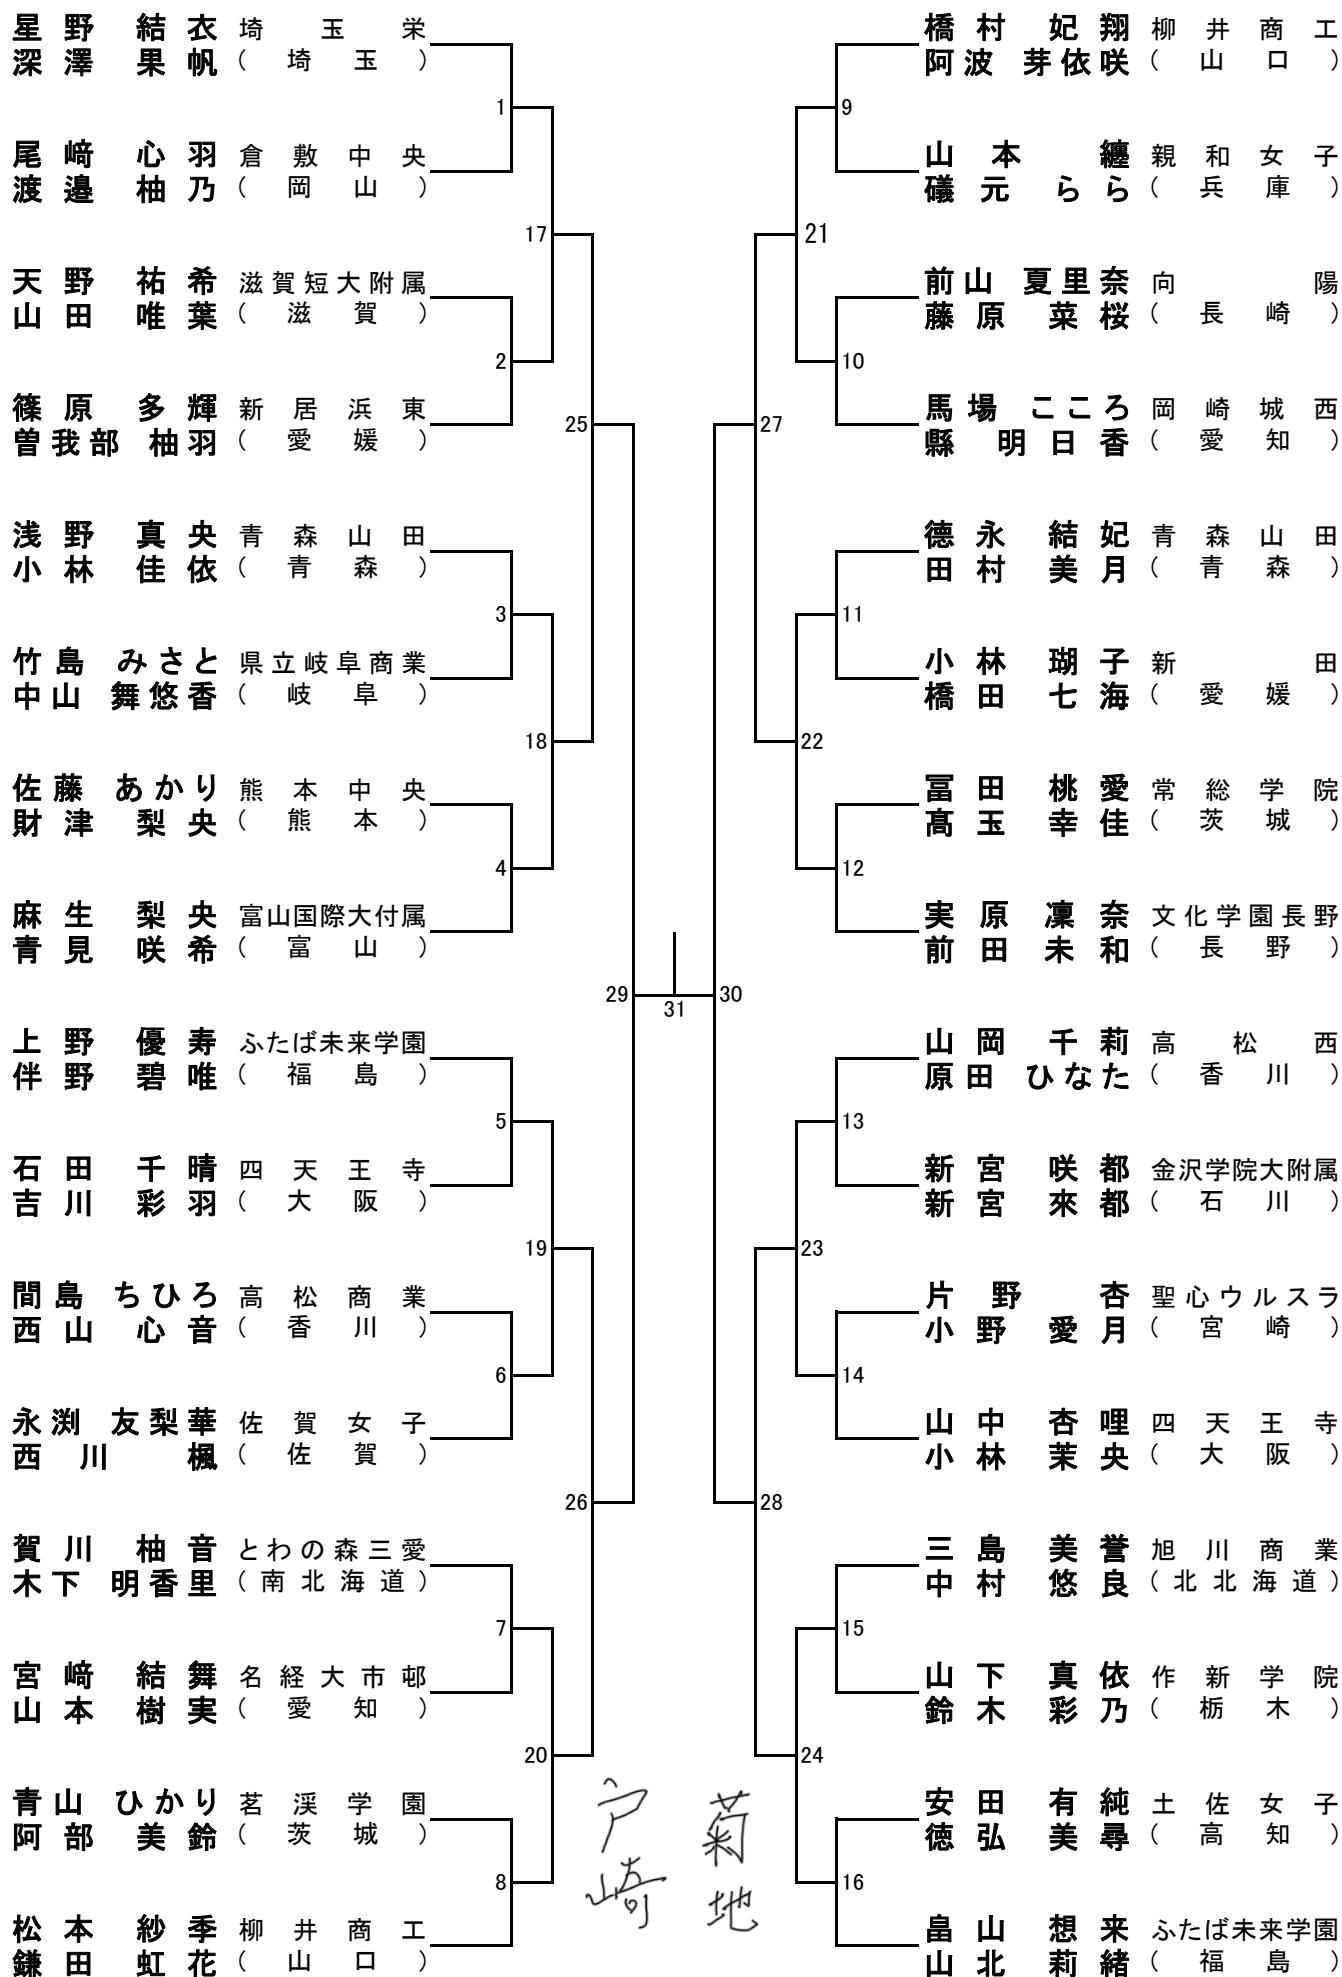 星野 結衣 埼玉栄
深澤 果帆 (埼玉)
1
尾﨑 心羽 倉敷中央
渡邉 柚乃 (岡山)
17
天野 祐希 滋賀短大附属
山田 唯葉 (滋賀)
2
篠原 多輝 新居浜東
曽我部 柚羽 (愛媛)
25
浅野 真央 青森山田
小林 佳依 (青森)
3
竹島 みさと 県立岐阜商業
中山 舞悠香 (岐阜)
18
佐藤 あかり 熊本中央
財津 梨央 (熊本)
4
麻生 梨央 富山国際大付属
青見 咲希 (富山)
29
上野 優寿 ふたば未来学園
伴野 碧唯 (福島)
5
石田 千晴 四天王寺
吉川 彩羽 (大阪)
19
間島 ちひろ 高松商業
西山 心音 (香川)
6
永渕 友梨華 佐賀女子
西川 楓 (佐賀)
26
賀川 柚音 とわの森三愛
木下 明香里 (南北海道)
7
宮﨑 結舞 名経大市邨
山本 樹実 (愛知)
20
青山 ひかり 茗溪学園
阿部 美鈴 (茨城)
8
松本 紗季 柳井商工
鎌田 虹花 (山口)
31
戸崎
菊地
橋村 妃翔 柳井商工
阿波 芽依咲 (山口)
9
山本 纏 親和女子
礒元 らら (兵庫)
21
前山 夏里奈 向陽
藤原 菜桜 (長崎)
10
馬場 こころ 岡崎城西
縣 明日香 (愛知)
27
德永 結妃 青森山田
田村 美月 (青森)
11
小林 瑚子 新田
橋田 七海 (愛媛)
22
冨田 桃愛 常総学院
髙玉 幸佳 (茨城)
12
実原 凜奈 文化学園長野
前田 未和 (長野)
30
山岡 千莉 高松西
原田 ひなた (香川)
13
新宮 咲都 金沢学院大附属
新宮 來都 (石川)
23
片野 杏 聖心ウルスラ
小野 愛月 (宮崎)
14
山中 杏哩 四天王寺
小林 茉央 (大阪)
28
三島 美誉 旭川商業
中村 悠良 (北北海道)
15
山下 真依 作新学院
鈴木 彩乃 (栃木)
24
安田 有純 土佐女子
徳弘 美尋 (高知)
16
畠山 想来 ふたば未来学園
山北 莉緒 (福島)